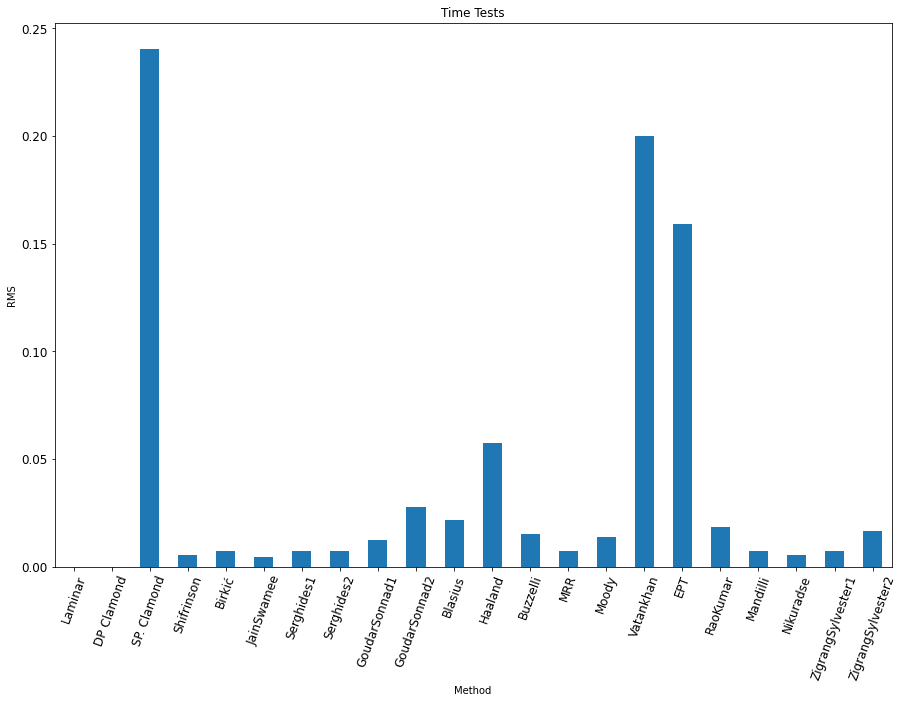 Time Tests
0.25
0.20
0.15
0.10
0.05
0.00
RMS
Laminar
DP Clamond
SP. Clamond
Shifrinson
Birkić
JainSwamee
Serghides1
Serghides2
GoudarSonnad1
GoudarSonnad2
Blasius
Haaland
Buzzelli
MRR
Moody
Vatankhan
EPT
RaoKumar
Mandilli
Nikuradse
ZigrangSylvester1
ZigrangSylvester2
Method